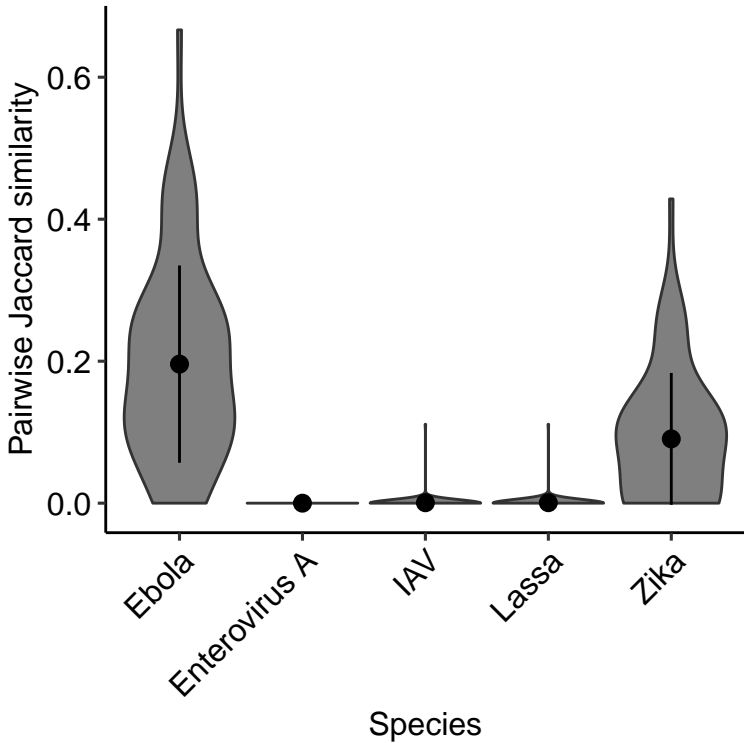 Pairwise Jaccard similarity
0.6
0.4
0.2
0.0
Ebola
Enterovirus A
IAV
Lassa
Zika
Species